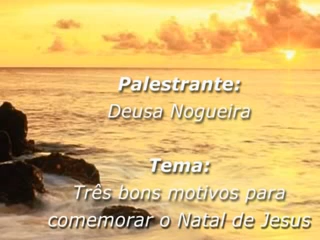 Palestrante:
Deusa Nogueira
Tema:
Três bons motivos para
comemorar o Natal de Jesus